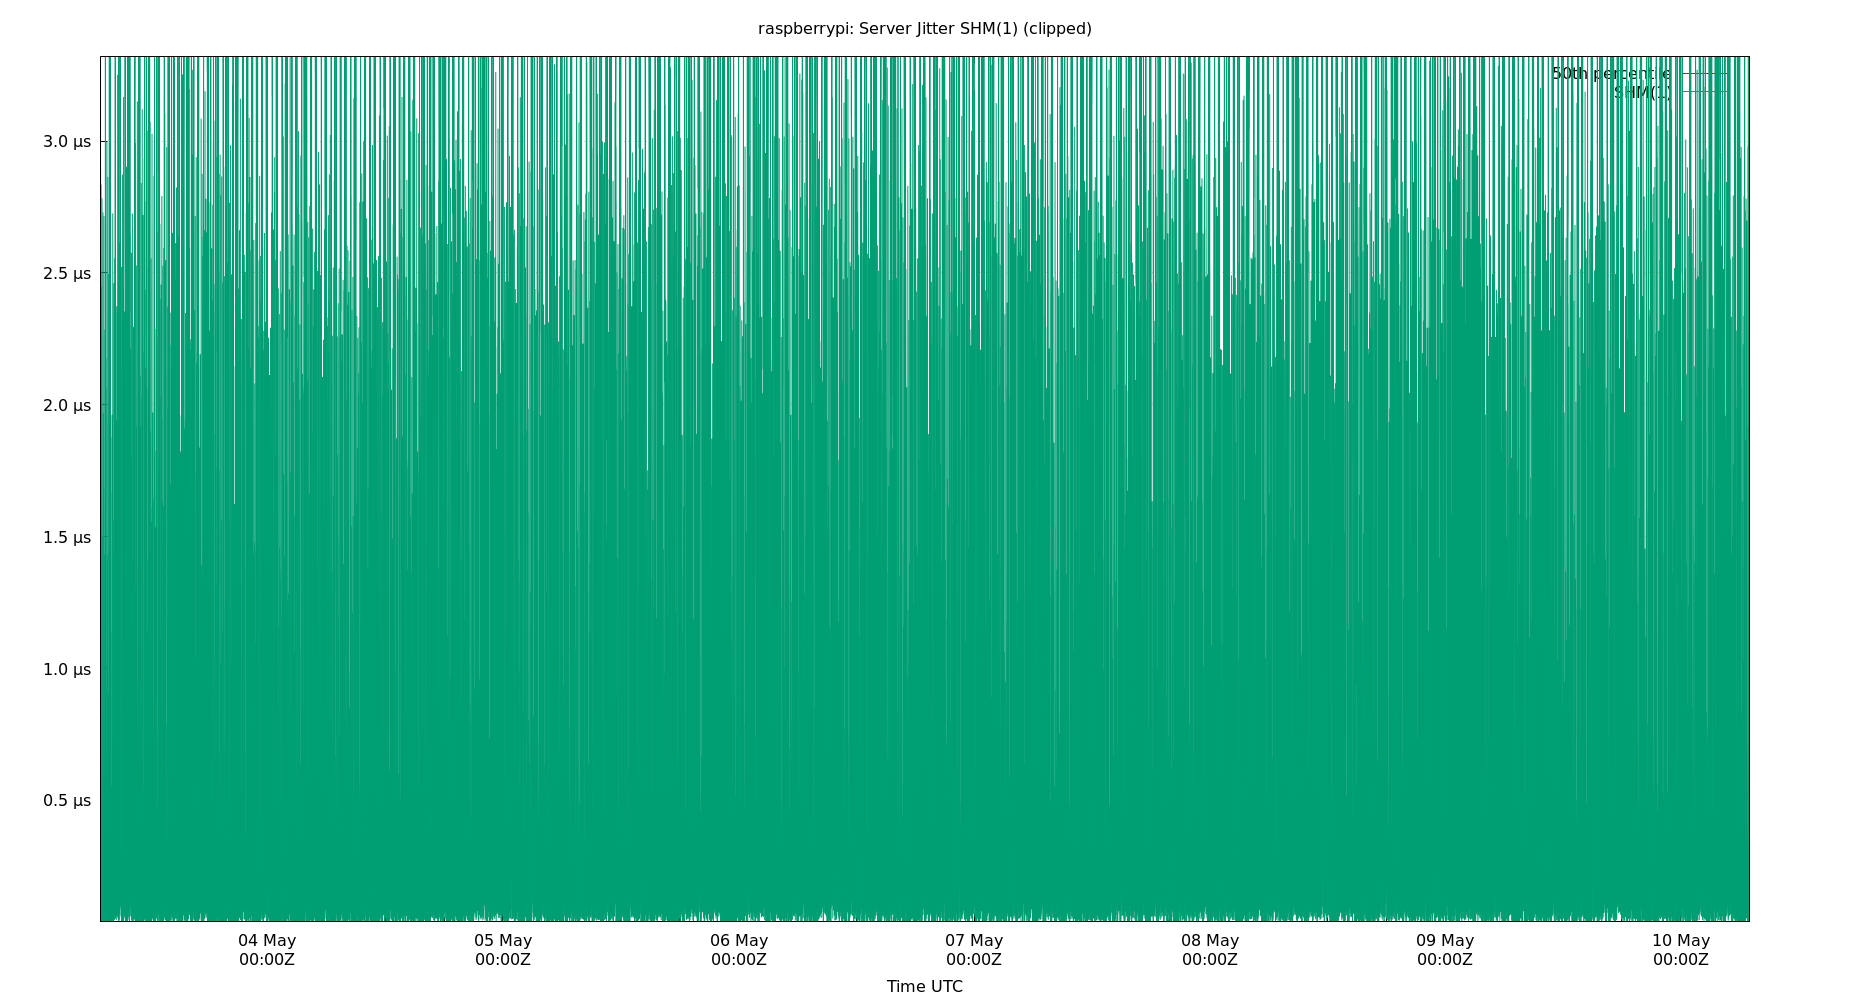 raspberrypi: Server Jitter SHM(1) (clipped)
50th percentile
SHM(1)
3.0 µs
2.5 µs
2.0 µs
1.5 µs
1.0 µs
0.5 µs
04 May 05 May 06 May 07 May 08 May 09 May 10 May
00:00Z 00:00Z 00:00Z 00:00Z 00:00Z 00:00Z 00:00Z
Time UTC